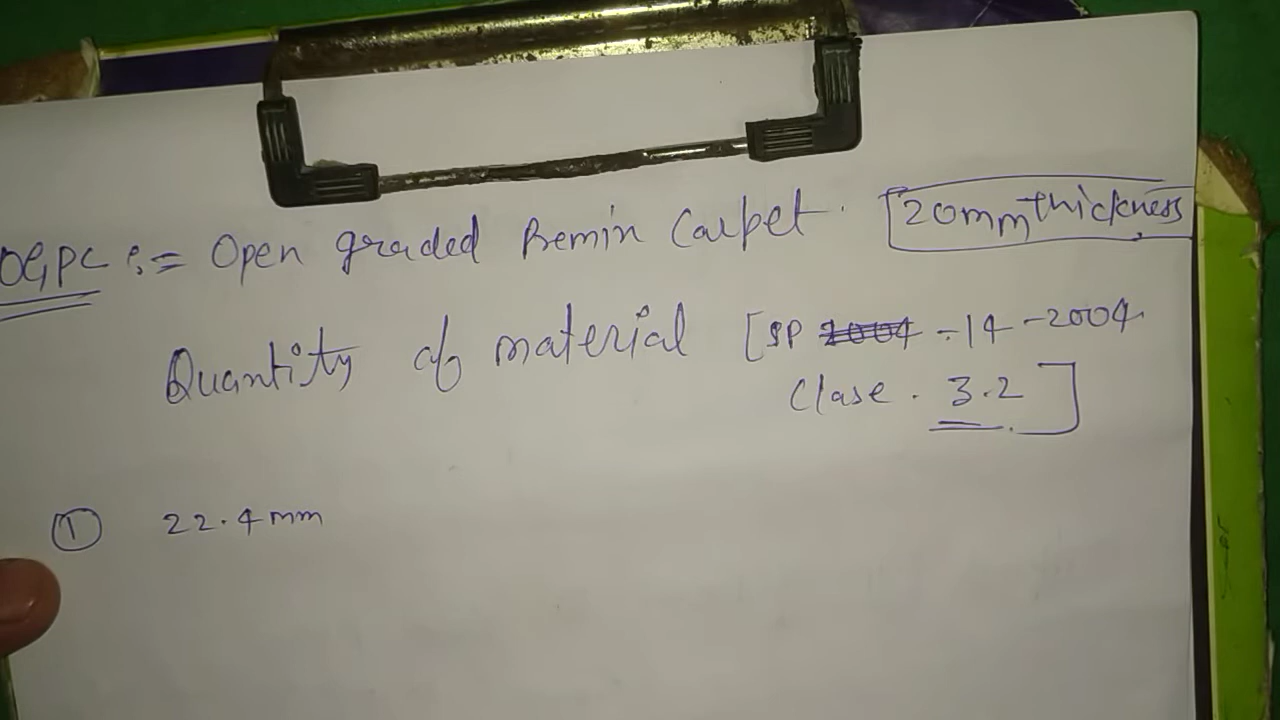 OGPC := Open graded Premix Carpet. [20mm thickness
Quantity of material [SP 2004 -14 -2004.
Clase. 3.2]
① 22.4mm